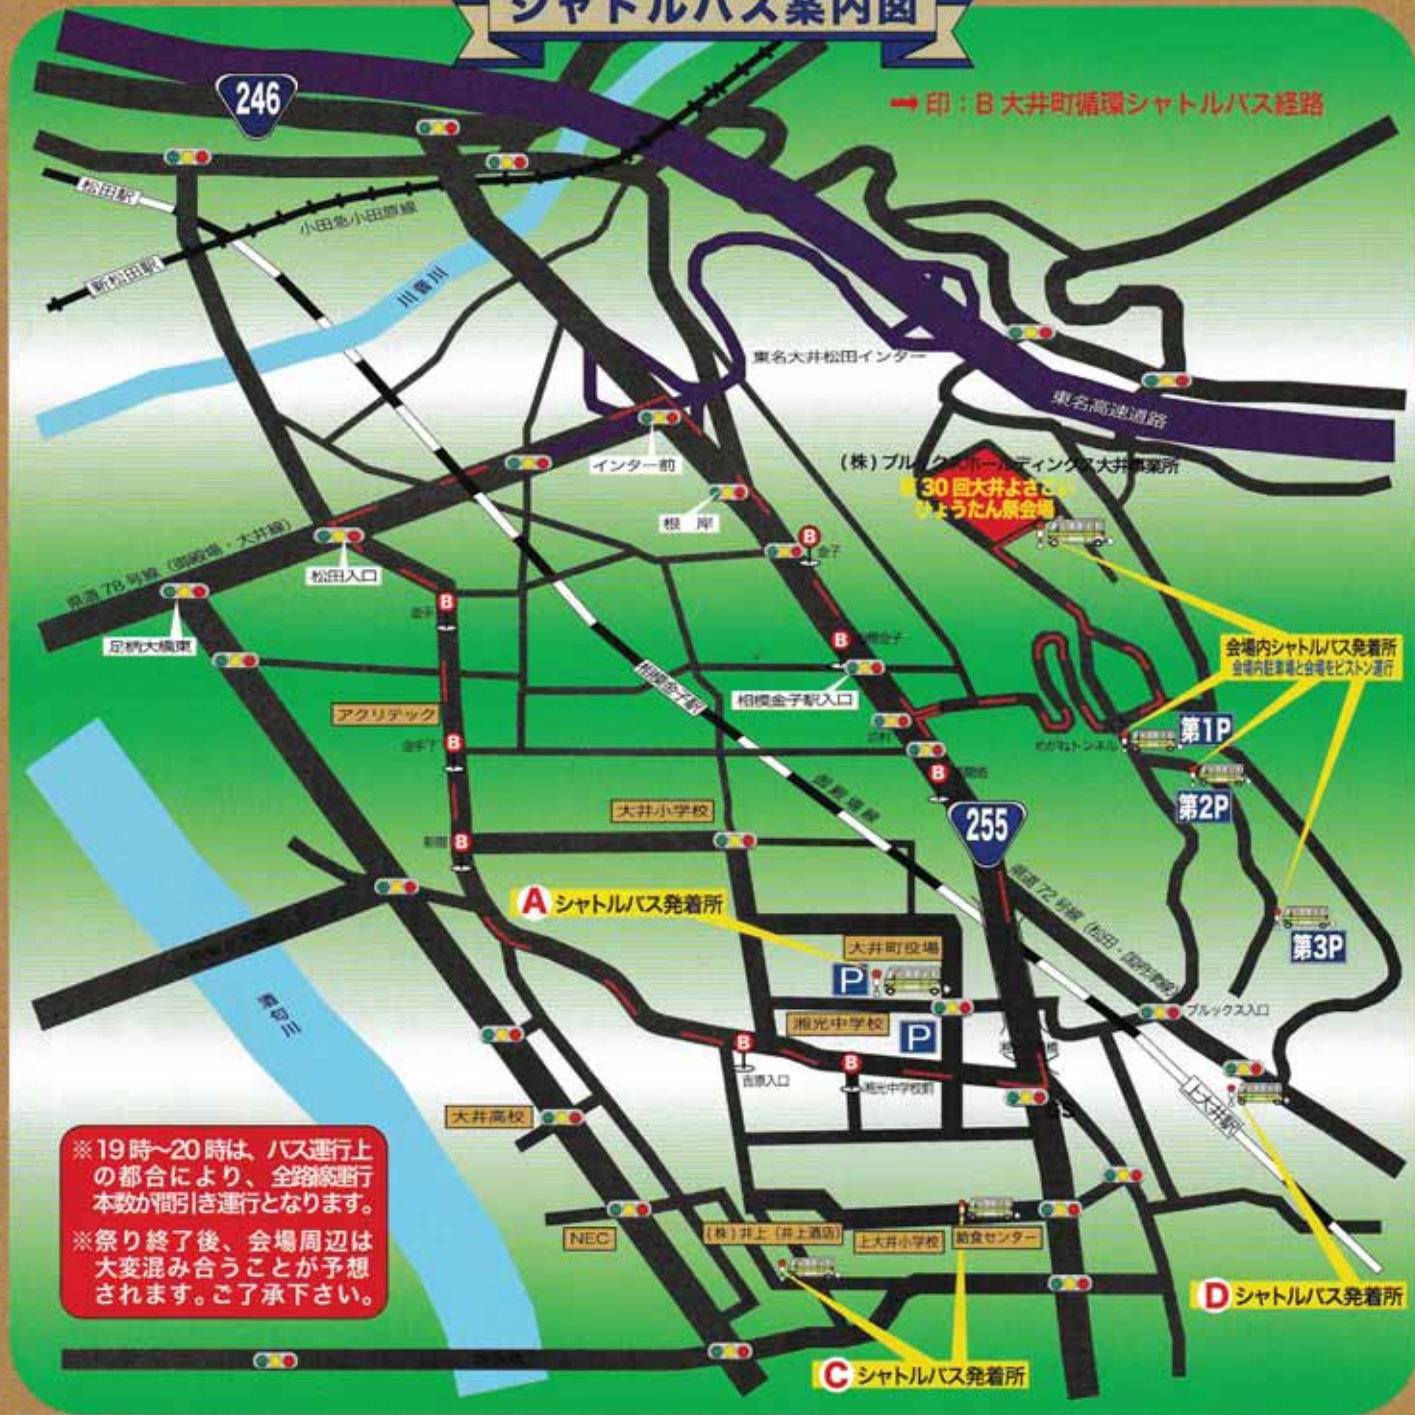 シャトルバス案内図
246
➡ 印：B 大井町循環シャトルバス経路
松田駅
小田急小田原線
新松田駅
川音川
東名大井松田インター
東名高速道路
インター前
(株)ブルックスホールディングス大井事業所
第30回大井よさこい
ひょうたん祭会場
根岸
B
金子
県道78号線（御殿場・大井線）
松田入口
足柄大橋東
B
B
相模金子
会場内シャトルバス発着所
会場内駐車場と会場をピストン運行
相模金子駅
相模金子駅入口
アクリテック
B
めがねトンネル
第1P
B
御殿場線
第2P
大井小学校
255
B
県道72号線（松田・国府津線）
A シャトルバス発着所
大井町役場
P
第3P
酒匂川
湘光中学校
P
ブルックス入口
B
吉原入口
B
湘光中学校前
上大井駅
大井高校
※19時～20時は、バス運行上
の都合により、全路線運行
本数が間引き運行となります。
※祭り終了後、会場周辺は
大変混み合うことが予想
されます。ご了承下さい。
NEC
(株)井上（井上酒店）
上大井小学校
給食センター
D シャトルバス発着所
C シャトルバス発着所